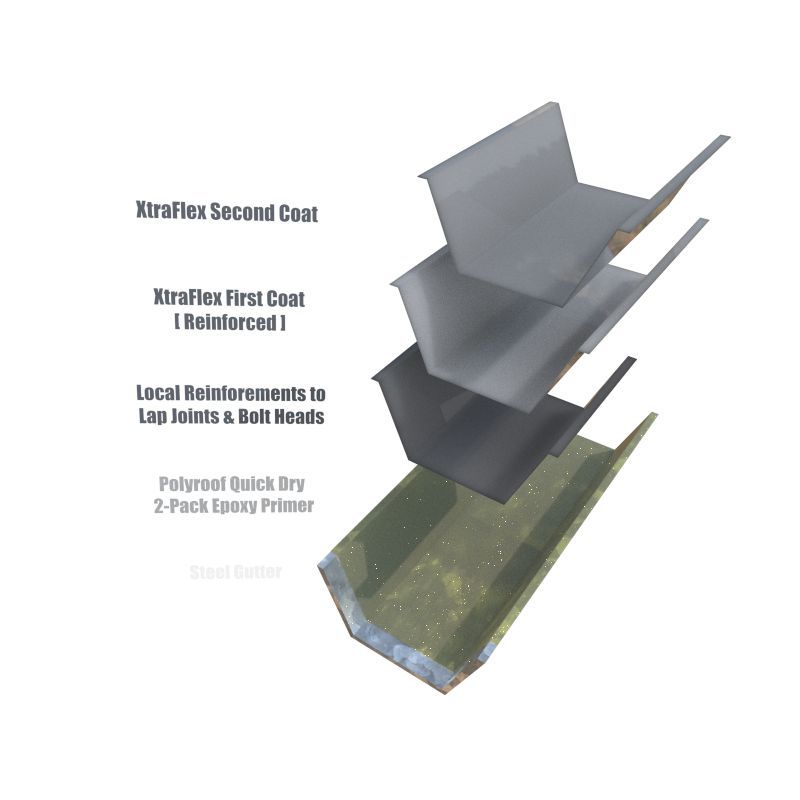 XtraFlex Second Coat
XtraFlex First Coat
[ Reinforced ]
Local Reinforements to
Lap Joints & Bolt Heads
Polyroof Quick Dry
2-Pack Epoxy Primer
Steel Gutter